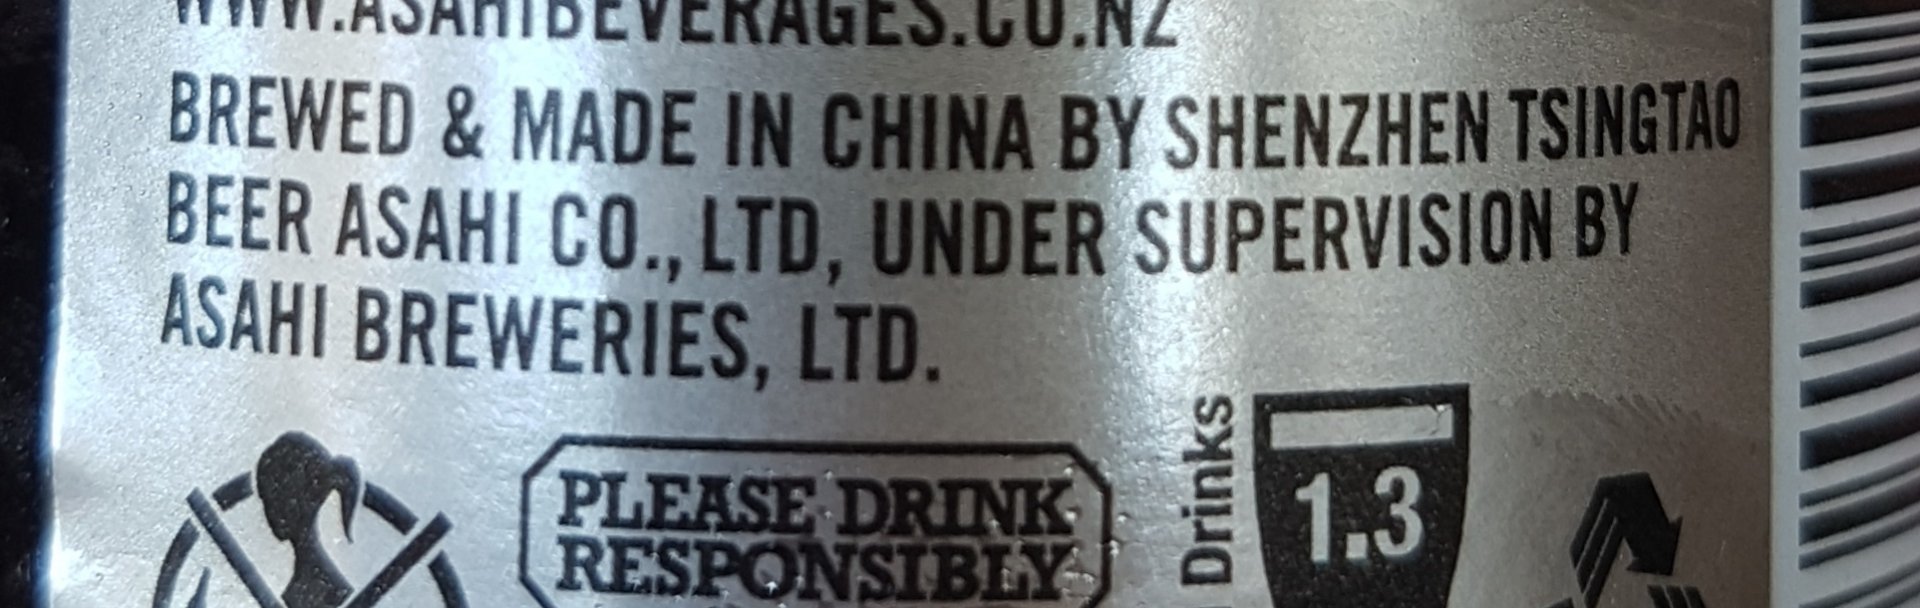 WWW.ASAHIBEVERAGES.CO.NZ
BREWED & MADE IN CHINA BY SHENZHEN TSINGTAO
BEER ASAHI CO., LTD, UNDER SUPERVISION BY
ASAHI BREWERIES, LTD.
PLEASE DRINK
RESPONSIBLY
Drinks
1.3